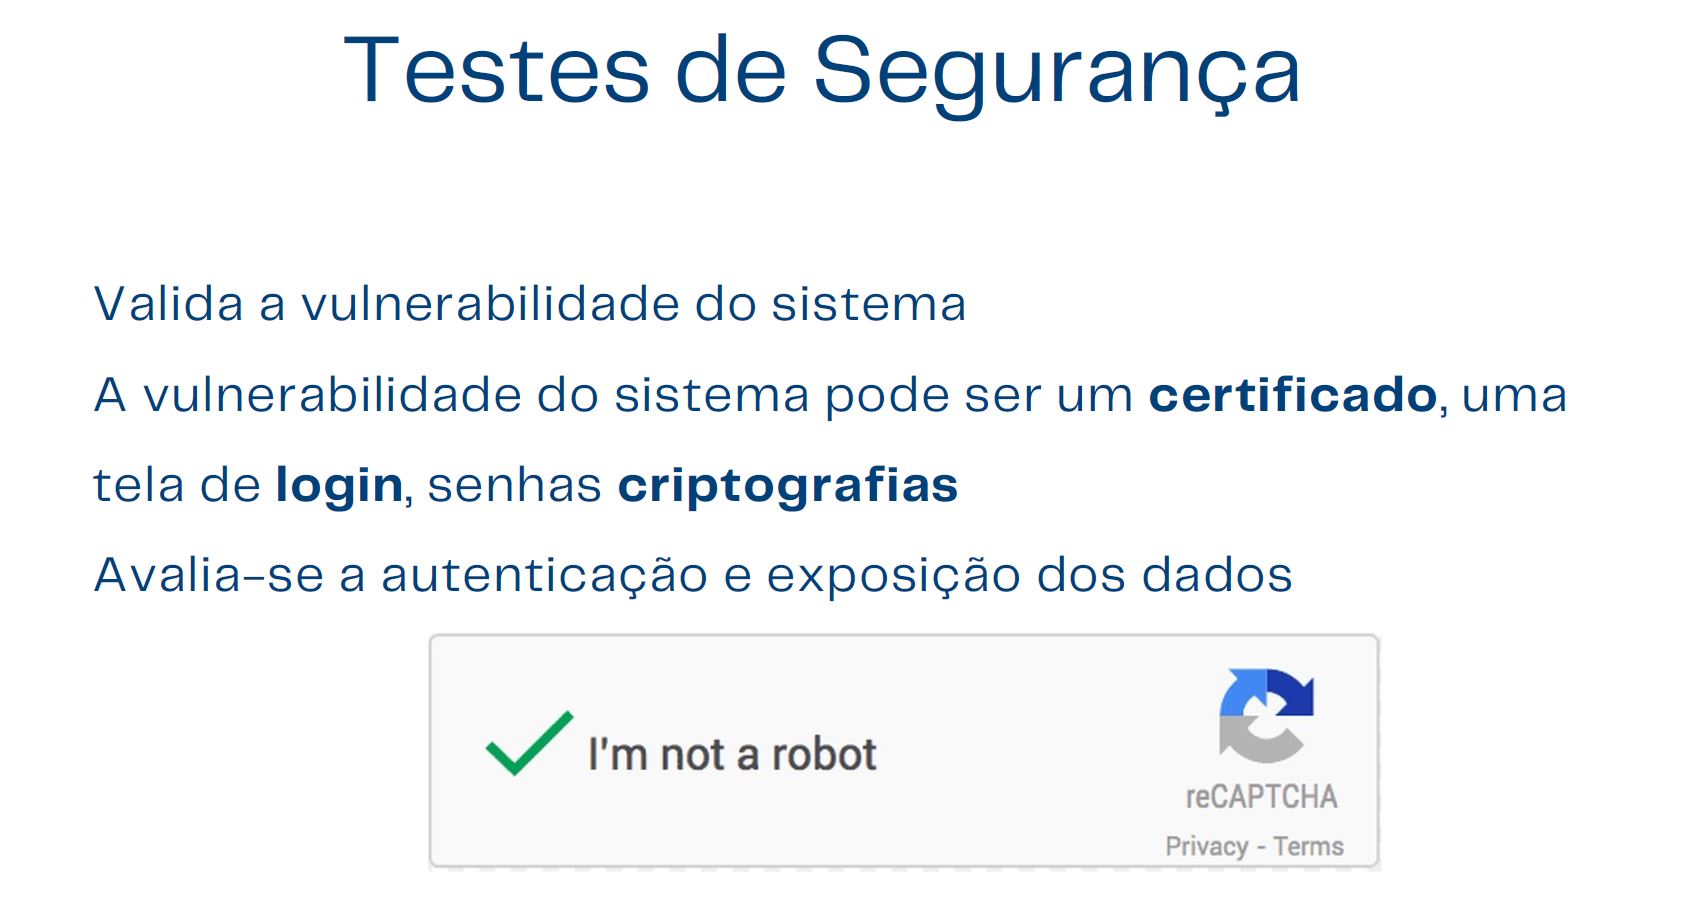 Testes de Segurança
Valida a vulnerabilidade do sistema
A vulnerabilidade do sistema pode ser um certificado, uma
tela de login, senhas criptografias
Avalia-se a autenticação e exposição dos dados
I'm not a robot
reCAPTCHA
Privacy - Terms